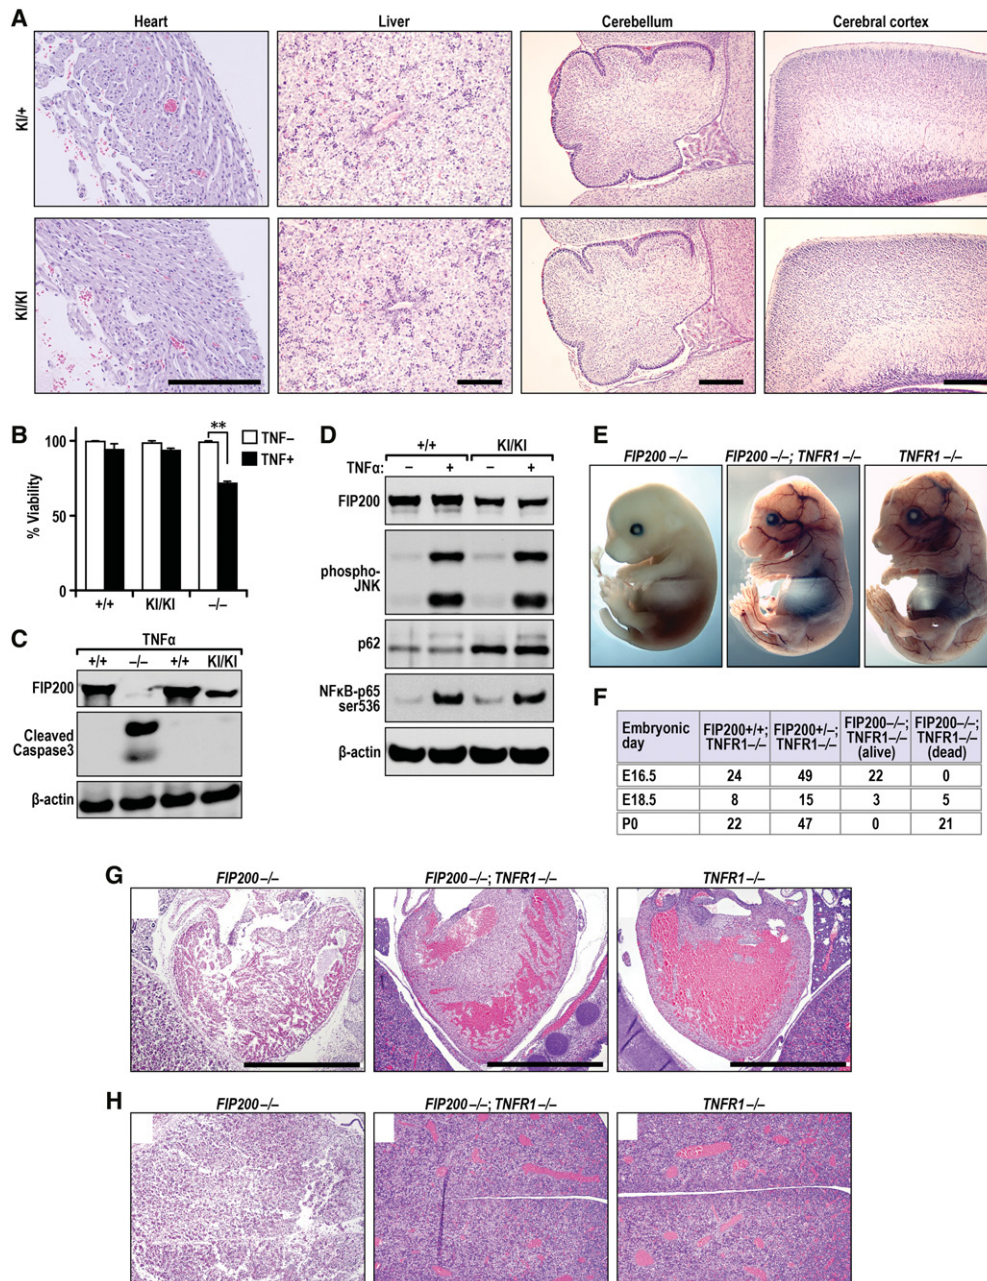 A
Heart Liver Cerebellum Cerebral cortex
KI/+
KI/KI
B
** TNF– TNF+
100
50
0
% Viability
+/+ KI/KI –/–
C
TNFα
+/+ –/– +/+ KI/KI
FIP200
Cleaved
Caspase3
β-actin
D
+/+ KI/KI
TNFα: – + – +
FIP200
phospho-
JNK
p62
NFκB-p65
ser536
β-actin
E
FIP200 –/– FIP200 –/–; TNFR1 –/– TNFR1 –/–
F
Embryonic day FIP200+/+; TNFR1–/– FIP200+/–; TNFR1–/– FIP200–/–; TNFR1–/– (alive) FIP200–/–; TNFR1–/– (dead)
E16.5 24 49 22 0
E18.5 8 15 3 5
P0 22 47 0 21
G
FIP200 –/– FIP200 –/–; TNFR1 –/– TNFR1 –/–
H
FIP200 –/– FIP200 –/–; TNFR1 –/– TNFR1 –/–